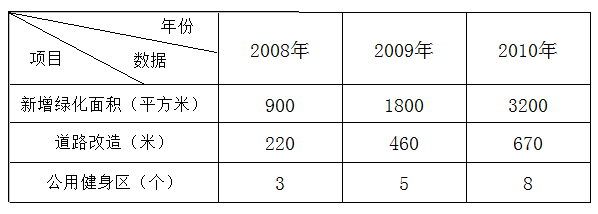 年份
项目 数据 2008年 2009年 2010年
新增绿化面积（平方米） 900 1800 3200
道路改造（米） 220 460 670
公用健身区（个） 3 5 8